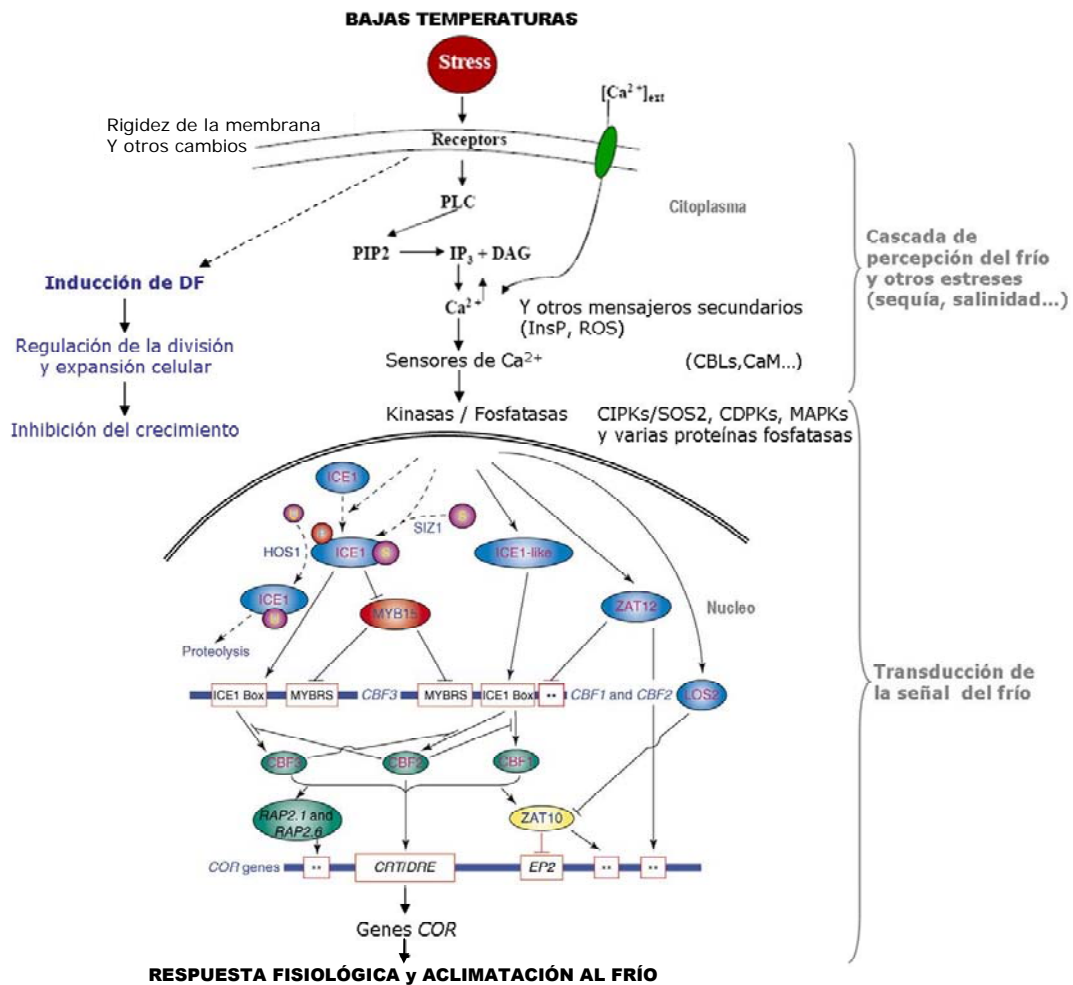 BAJAS TEMPERATURAS
Stress
[Ca2+]ext
Rigidez de la membrana
Y otros cambios
Receptors
PLC
Citoplasma
PIP2
IP3 + DAG
Cascada de
percepción del frío
y otros estreses
(sequía, salinidad...)
Inducción de DF
Ca2+
Y otros mensajeros secundarios
(InsP, ROS)
Regulación de la división
y expansión celular
Sensores de Ca2+
(CBLs,CaM...)
Inhibición del crecimiento
Kinasas / Fosfatasas
CIPKs/SOS2, CDPKs, MAPKs
y varias proteínas fosfatasas
ICE1
S
SIZ1
HOS1
ICE1
S
ICE1-like
ICE1
MYB15
ZAT12
Nucleo
Proteolysis
Transducción de
la señal del frío
ICE1 Box
MYBRS
CBF3
MYBRS
ICE1 Box
**
CBF1 and CBF2
LOS2
CBF3
CBF2
CBF1
RAP2.1 and
RAP2.6
ZAT10
COR genes
**
CRT/DRE
EP2
**
**
Genes COR
RESPUESTA FISIOLÓGICA y ACLIMATACIÓN AL FRÍO